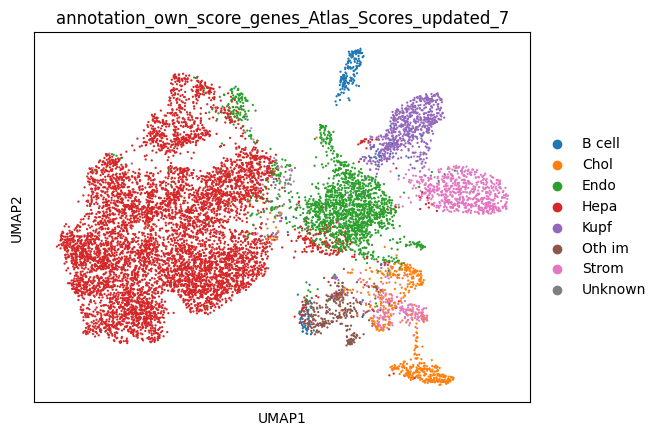 annotation_own_score_genes_Atlas_Scores_updated_7
UMAP2
UMAP1
B cell
Chol
Endo
Hepa
Kupf
Oth im
Strom
Unknown